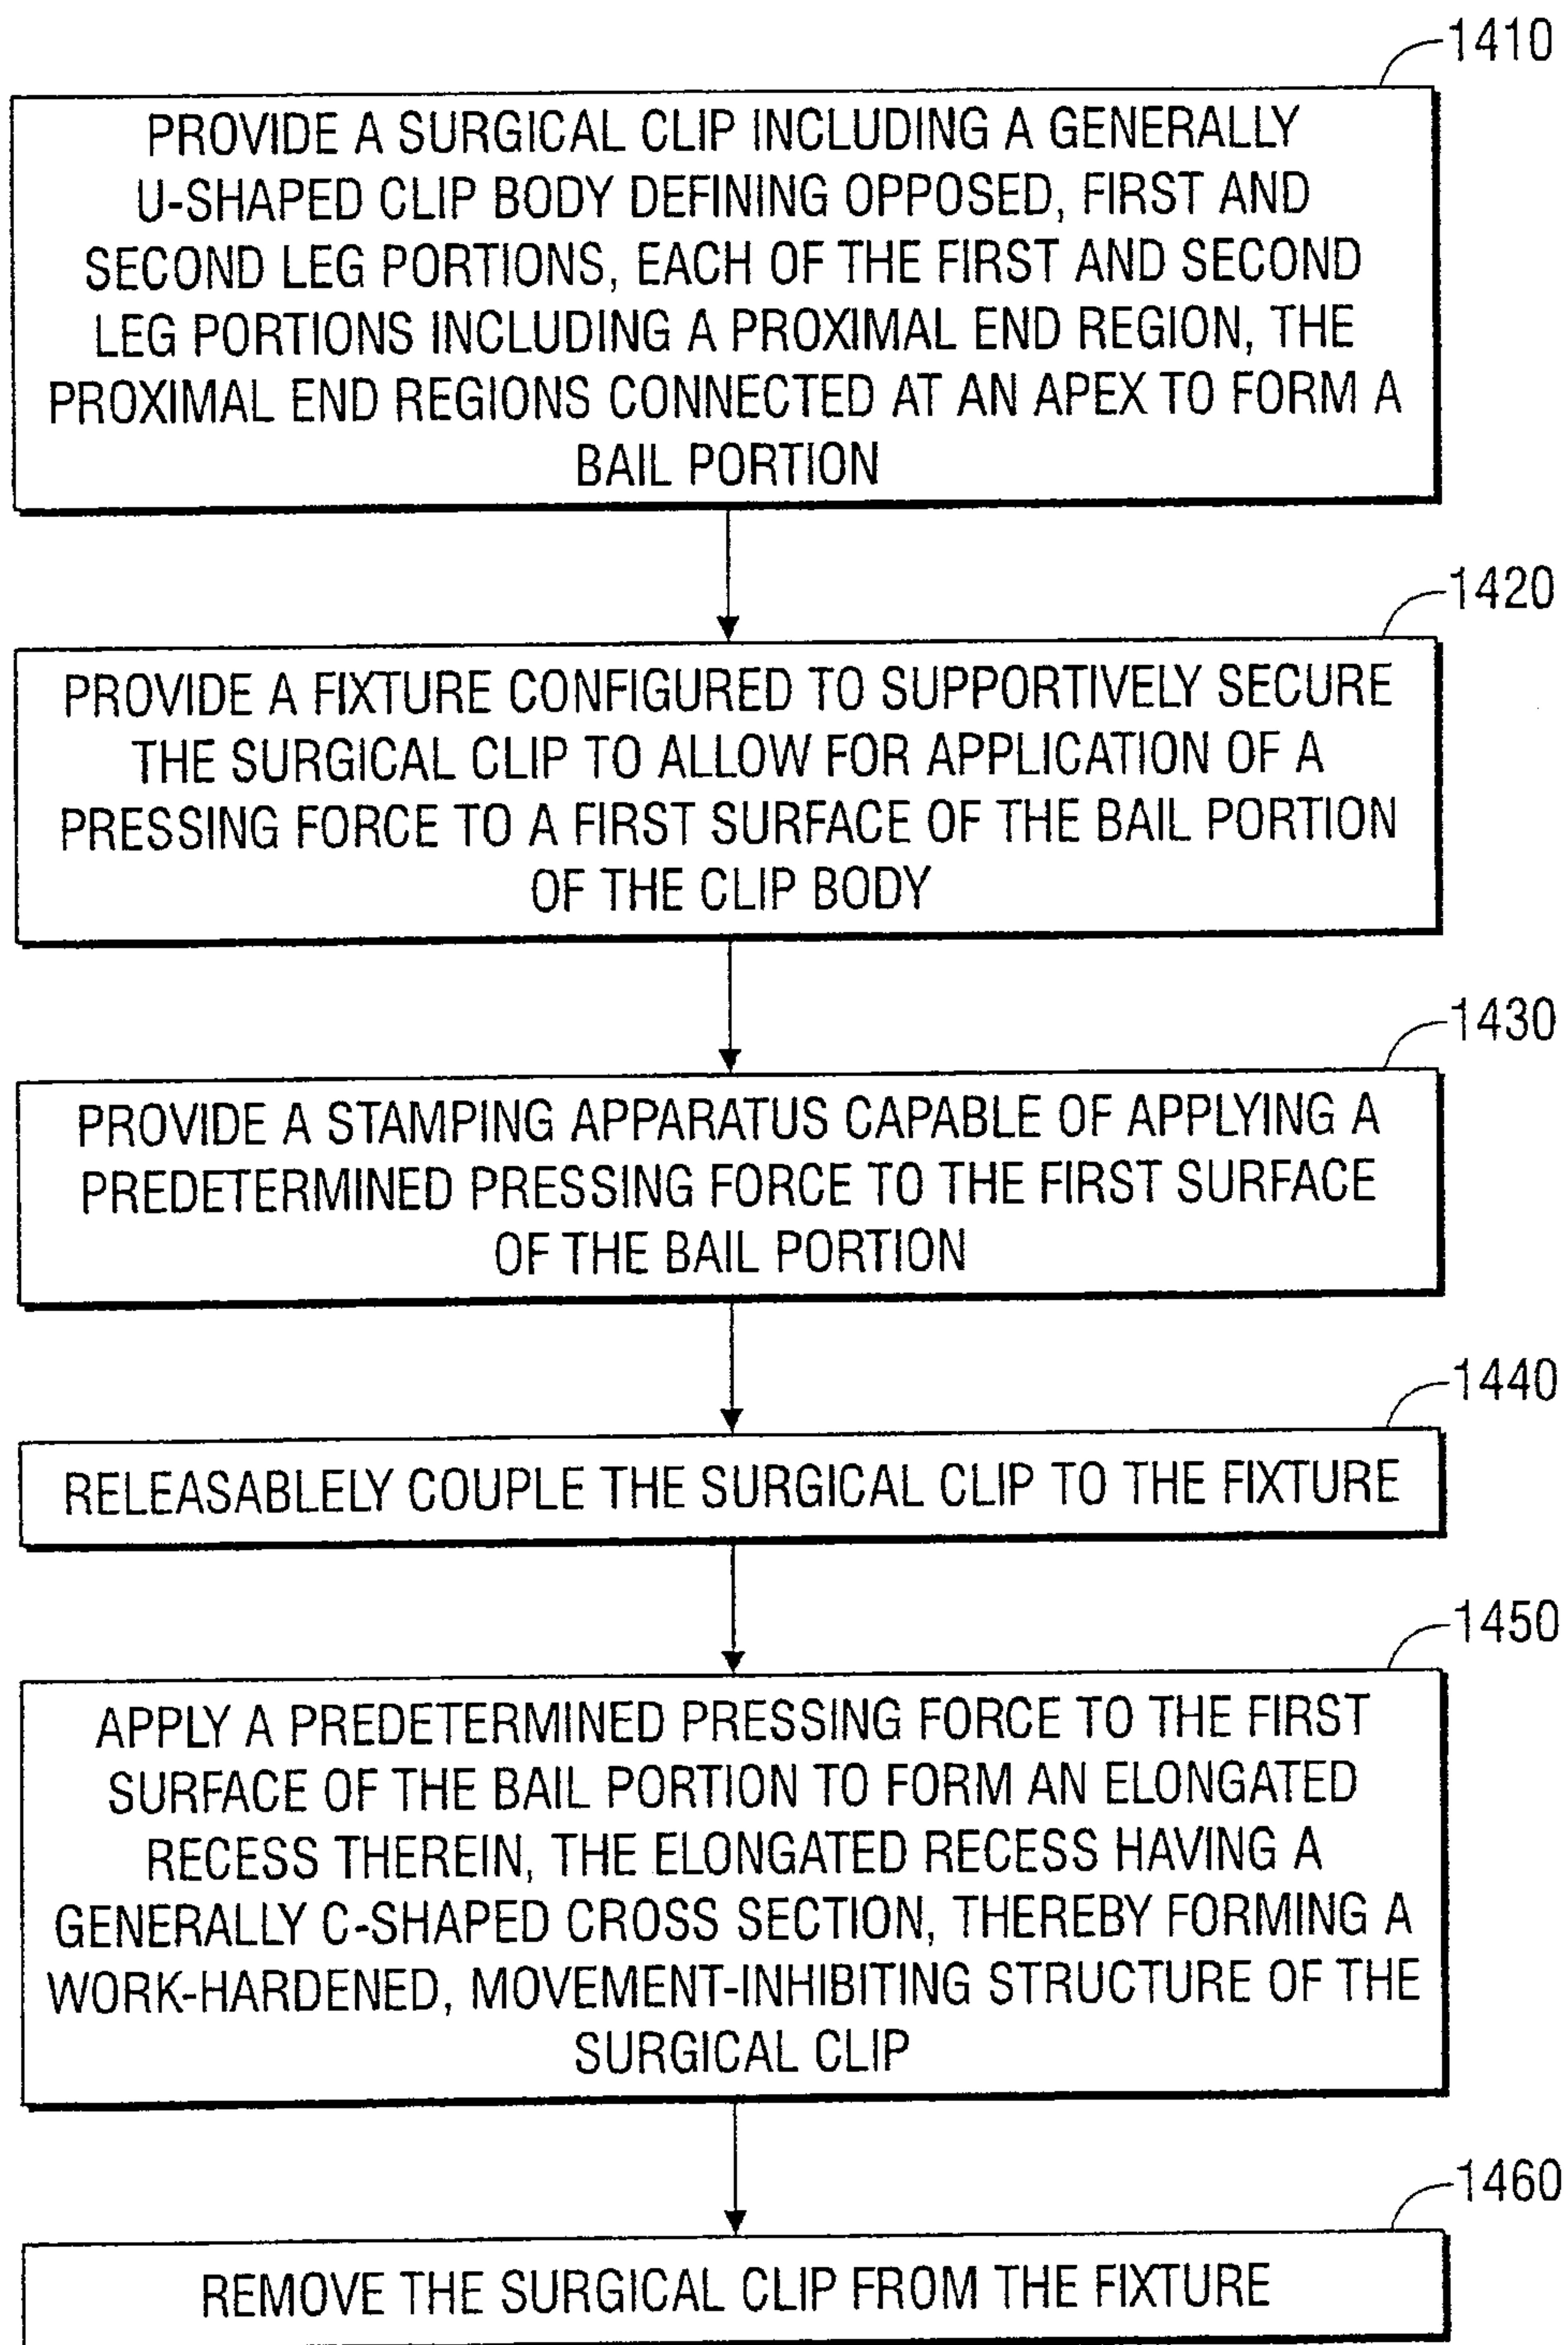 1410
PROVIDE A SURGICAL CLIP INCLUDING A GENERALLY
U-SHAPED CLIP BODY DEFINING OPPOSED, FIRST AND
SECOND LEG PORTIONS, EACH OF THE FIRST AND SECOND
LEG PORTIONS INCLUDING A PROXIMAL END REGION, THE
PROXIMAL END REGIONS CONNECTED AT AN APEX TO FORM A
BAIL PORTION
1420
PROVIDE A FIXTURE CONFIGURED TO SUPPORTIVELY SECURE
THE SURGICAL CLIP TO ALLOW FOR APPLICATION OF A
PRESSING FORCE TO A FIRST SURFACE OF THE BAIL PORTION
OF THE CLIP BODY
1430
PROVIDE A STAMPING APPARATUS CAPABLE OF APPLYING A
PREDETERMINED PRESSING FORCE TO THE FIRST SURFACE
OF THE BAIL PORTION
1440
RELEASABLELY COUPLE THE SURGICAL CLIP TO THE FIXTURE
1450
APPLY A PREDETERMINED PRESSING FORCE TO THE FIRST
SURFACE OF THE BAIL PORTION TO FORM AN ELONGATED
RECESS THEREIN, THE ELONGATED RECESS HAVING A
GENERALLY C-SHAPED CROSS SECTION, THEREBY FORMING A
WORK-HARDENED, MOVEMENT-INHIBITING STRUCTURE OF THE
SURGICAL CLIP
1460
REMOVE THE SURGICAL CLIP FROM THE FIXTURE